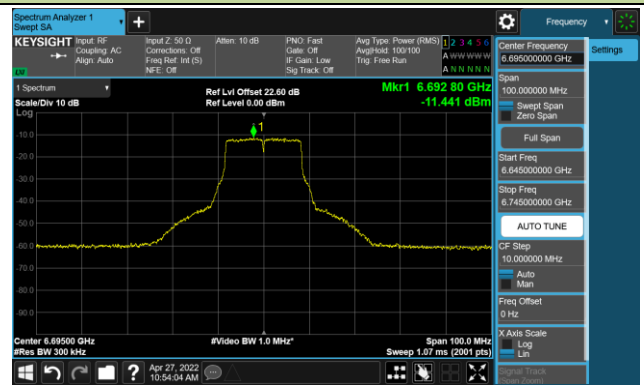 Spectrum Analyzer 1
Swept SA
Frequency
KEYSIGHT
Input: RF
Coupling: AC
Align: Auto
Input Z: 50 Ω
Corrections: Off
Freq Ref: Int (S)
NFE: Off
Atten: 10 dB
PNO: Fast
Gate: Off
IF Gain: Low
Sig Track: Off
Avg Type: Power (RMS)
Avg|Hold: 100/100
Trig: Free Run
1 2 3 4 5 6
A W W W W W
A N N N N N
1 Spectrum
Scale/Div 10 dB
Log
Ref Lvl Offset 22.60 dB
Ref Level 0.00 dBm
Mkr1 6.692 80 GHz
-11.441 dBm
1
-10.0
-20.0
-30.0
-40.0
-50.0
-60.0
-70.0
-80.0
-90.0
Center 6.69500 GHz
#Res BW 300 kHz
#Video BW 1.0 MHz*
Span 100.0 MHz
Sweep 1.07 ms (2001 pts)
Apr 27, 2022
10:54:04 AM
Center Frequency
6.695000000 GHz
Settings
Span
100.000000 MHz
Swept Span
Zero Span
Full Span
Start Freq
6.645000000 GHz
Stop Freq
6.745000000 GHz
AUTO TUNE
CF Step
10.000000 MHz
Auto
Man
Freq Offset
0 Hz
X Axis Scale
Log
Lin
Signal Track
(Span Zoom)